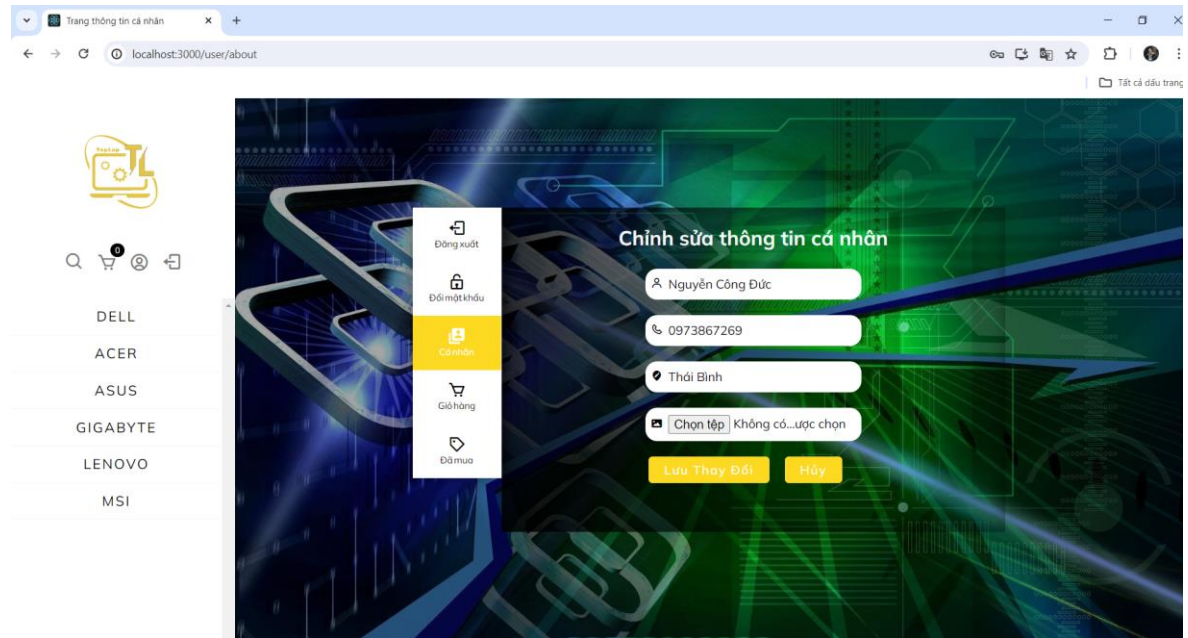 Trang thông tin cá nhân
localhost:3000/user/about
Tất cả dấu trang
TopLap
TL
0
DELL
ACER
ASUS
GIGABYTE
LENOVO
MSI
Đăng xuất
Đổi mật khẩu
Cá nhân
Giỏ hàng
Đã mua
Chỉnh sửa thông tin cá nhân
Nguyễn Công Đức
0973867269
Thái Bình
Chọn tệp Không có...ược chọn
Lưu Thay Đổi Hủy